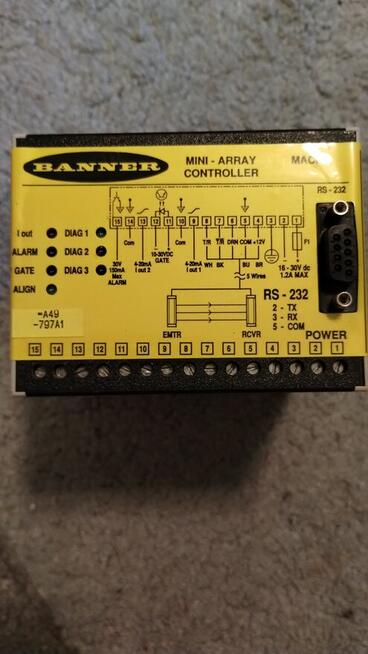 BANNER
MINI - ARRAY
CONTROLLER
RS - 232
15 14 13 12 11 10 9 8 7 6 5 4 3 2 1
I out DIAG 1
ALARM DIAG 2
GATE DIAG 3
ALIGN
Com
Com
T/R T/R DRN COM +12V
F1
30V
150mA
Max
ALARM
4-20mA
I out 2
10-30VDC
GATE
4-20mA
I out 1
WH BK BU BR
16 - 30V dc
1.2A MAX
5 Wires
RS - 232
2 - TX
3 - RX
5 - COM
EMTR RCVR
POWER
-A49
-797A1
15 14 13 12 11 10 9 8 7 6 5 4 3 2 1